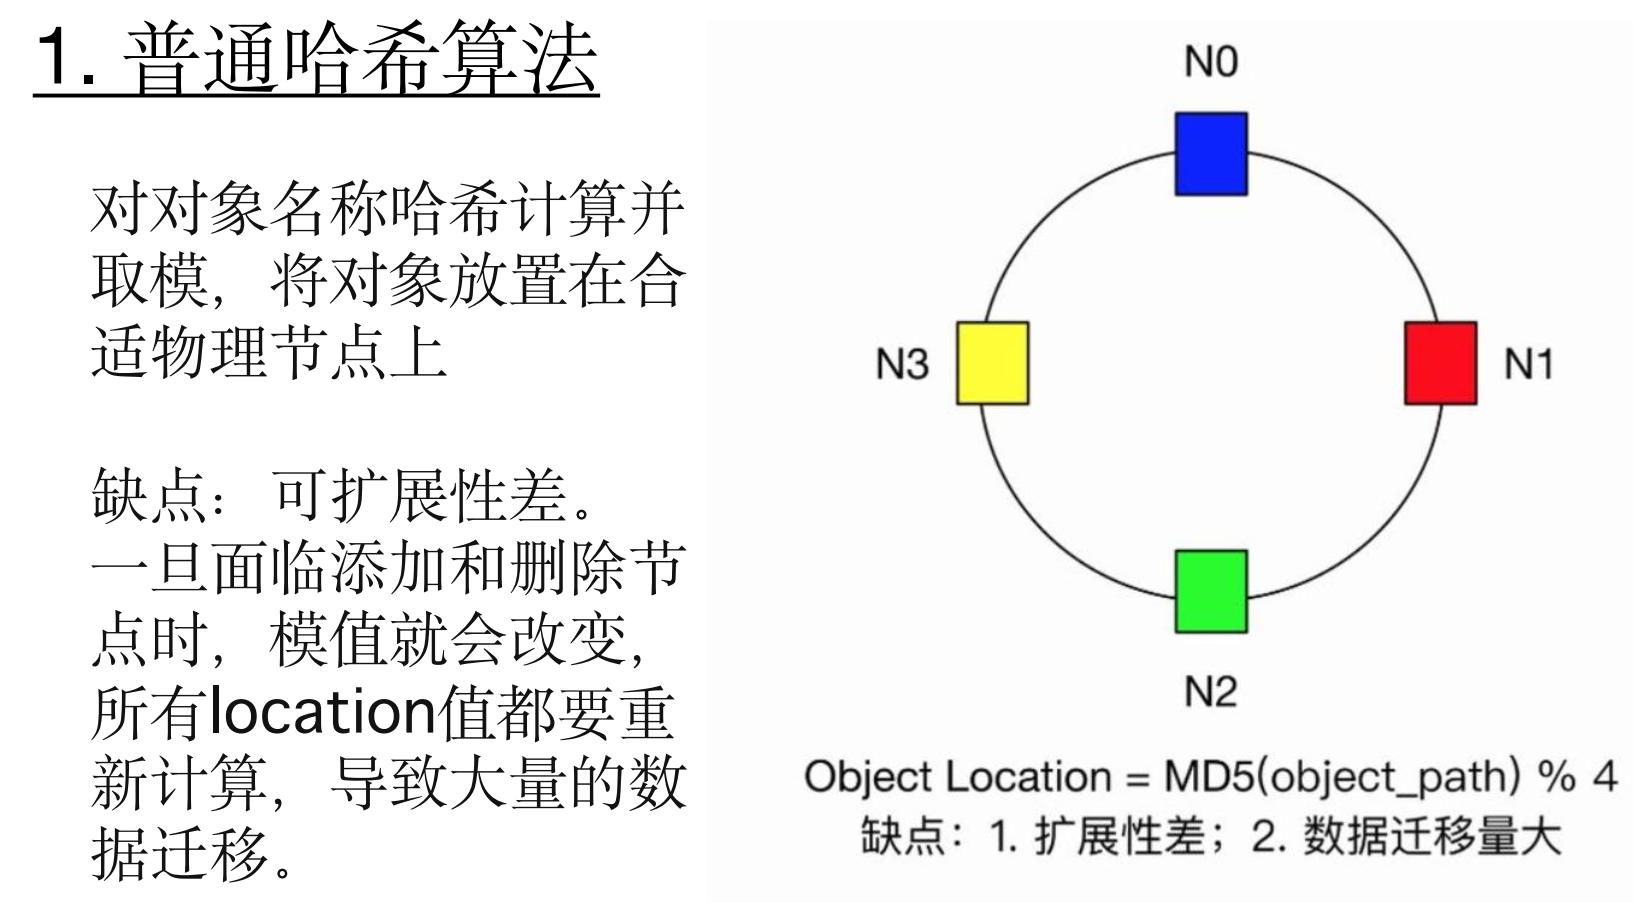 1. 普通哈希算法
对对象名称哈希计算并
取模，将对象放置在合
适物理节点上
缺点：可扩展性差。
一旦面临添加和删除节
点时，模值就会改变，
所有location值都要重
新计算，导致大量的数
据迁移。
N0
N3
N1
N2
Object Location = MD5(object_path) % 4
缺点：1. 扩展性差；2. 数据迁移量大